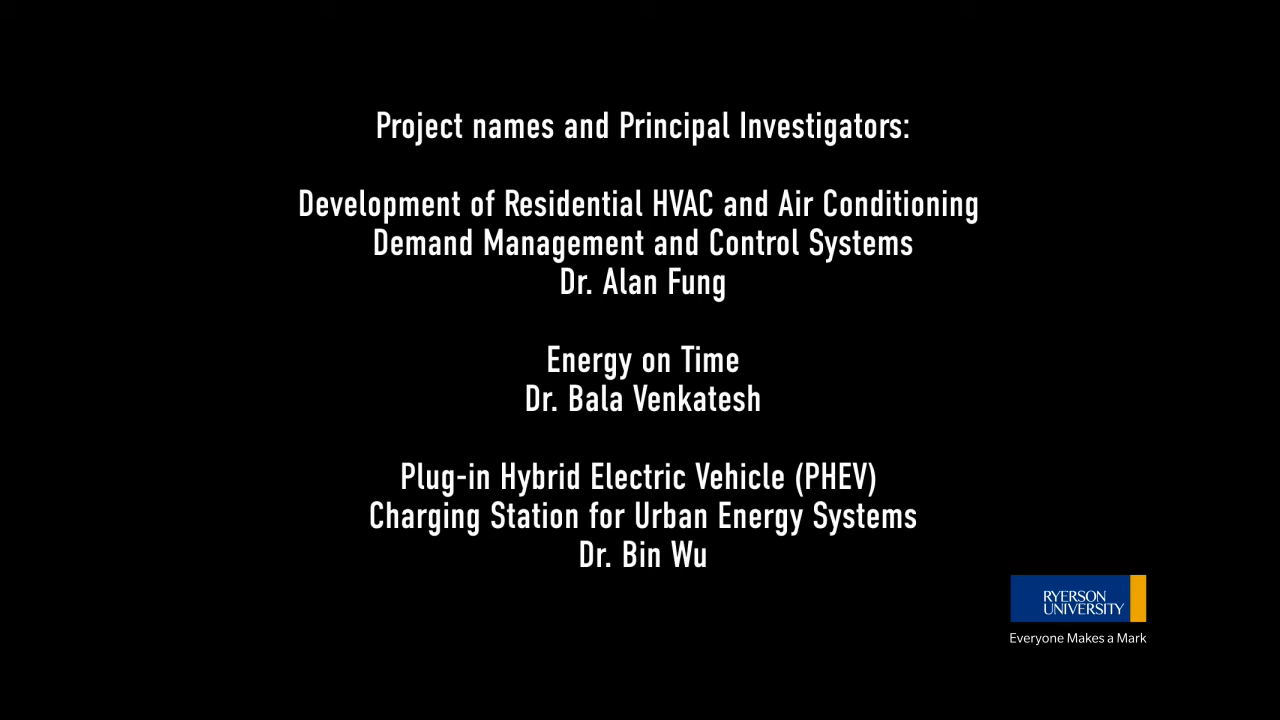 Project names and Principal Investigators:
Development of Residential HVAC and Air Conditioning
Demand Management and Control Systems
Dr. Alan Fung
Energy on Time
Dr. Bala Venkatesh
Plug-in Hybrid Electric Vehicle (PHEV)
Charging Station for Urban Energy Systems
Dr. Bin Wu
RYERSON
UNIVERSITY
Everyone Makes a Mark